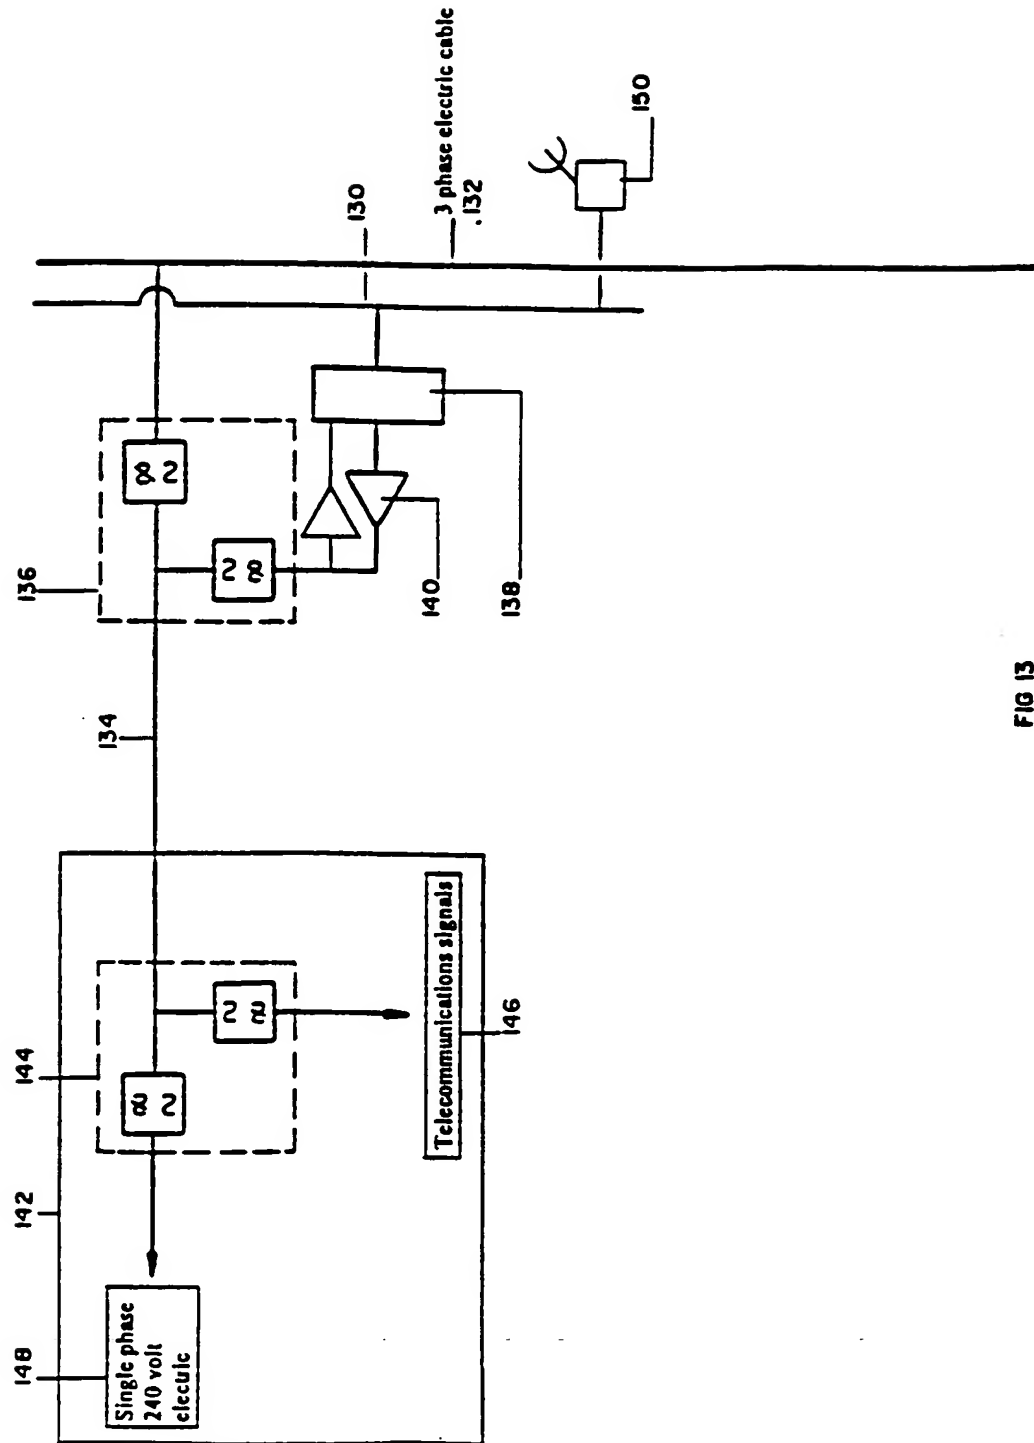 148
142
144
136
134
Single phase
240 volt
electric
130
140
Telecommunications signals
3 phase electric cable
.132
146
138
150
FIG 13